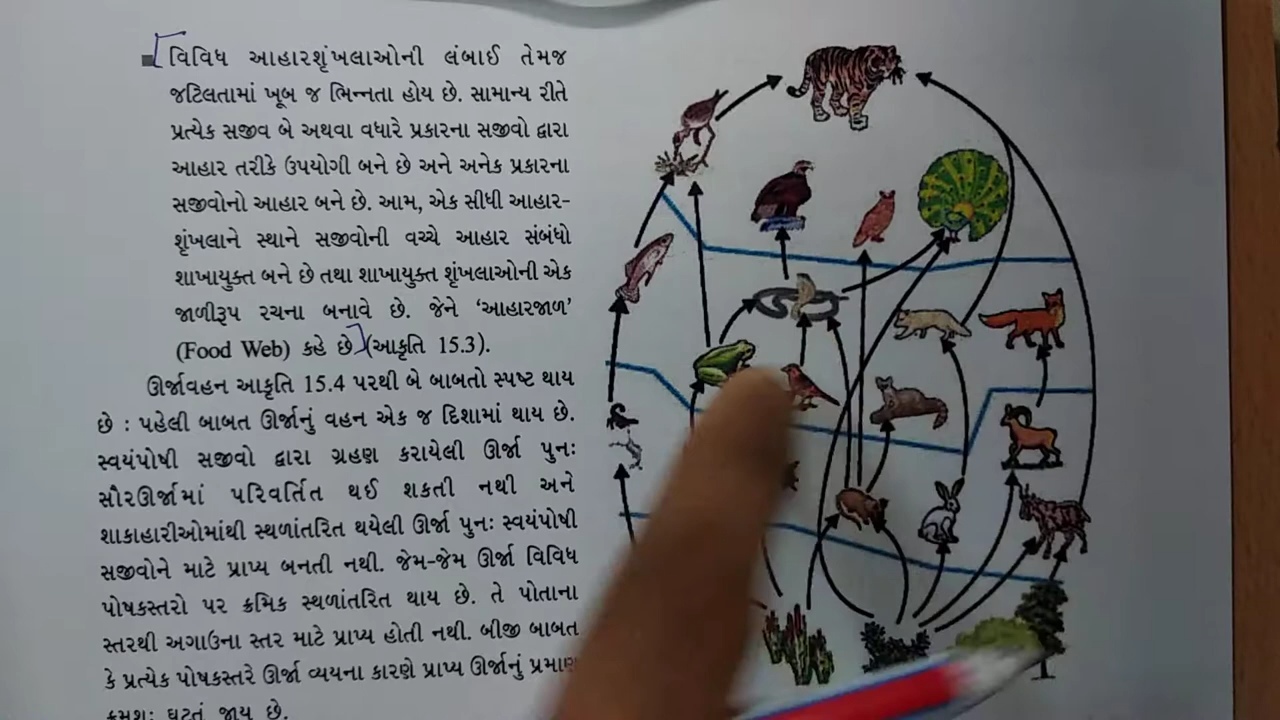 વિવિધ આહારશૃંખલાઓની લંબાઈ તેમજ
જટિલતામાં ખૂબ જ ભિન્નતા હોય છે. સામાન્ય રીતે
પ્રત્યેક સજીવ બે અથવા વધારે પ્રકારના સજીવો દ્વારા
આહાર તરીકે ઉપયોગી બને છે અને અનેક પ્રકારના
સજીવોનો આહાર બને છે. આમ, એક સીધી આહાર-
શૃંખલાને સ્થાને સજીવોની વચ્ચે આહાર સંબંધો
શાખાયુક્ત બને છે તથા શાખાયુક્ત શૃંખલાઓની એક
જાળીરૂપ રચના બનાવે છે. જેને ‘આહારજાળ’
(Food Web) કહે છે (આકૃતિ 15.3).
ઊર્જાવહન આકૃતિ 15.4 પરથી બે બાબતો સ્પષ્ટ થાય
છે : પહેલી બાબત ઊર્જાનું વહન એક જ દિશામાં થાય છે.
સ્વયંપોષી સજીવો દ્વારા ગ્રહણ કરાયેલી ઊર્જા પુનઃ
સૌરઊર્જામાં પરિવર્તિત થઈ શકતી નથી અને
શાકાહારીઓમાંથી સ્થળાંતરિત થયેલી ઊર્જા પુનઃ સ્વયંપોષી
સજીવોને માટે પ્રાપ્ય બનતી નથી. જેમ-જેમ ઊર્જા વિવિધ
પોષકસ્તરો પર ક્રમિક સ્થળાંતરિત થાય છે. તે પોતાના
સ્તરથી અગાઉના સ્તર માટે પ્રાપ્ય હોતી નથી. બીજી બાબત
કે પ્રત્યેક પોષકસ્તરે ઊર્જા વ્યયના કારણે પ્રાપ્ય ઊર્જાનું પ્રમાણ
ક્રમશઃ ઘટતું જાય છે.